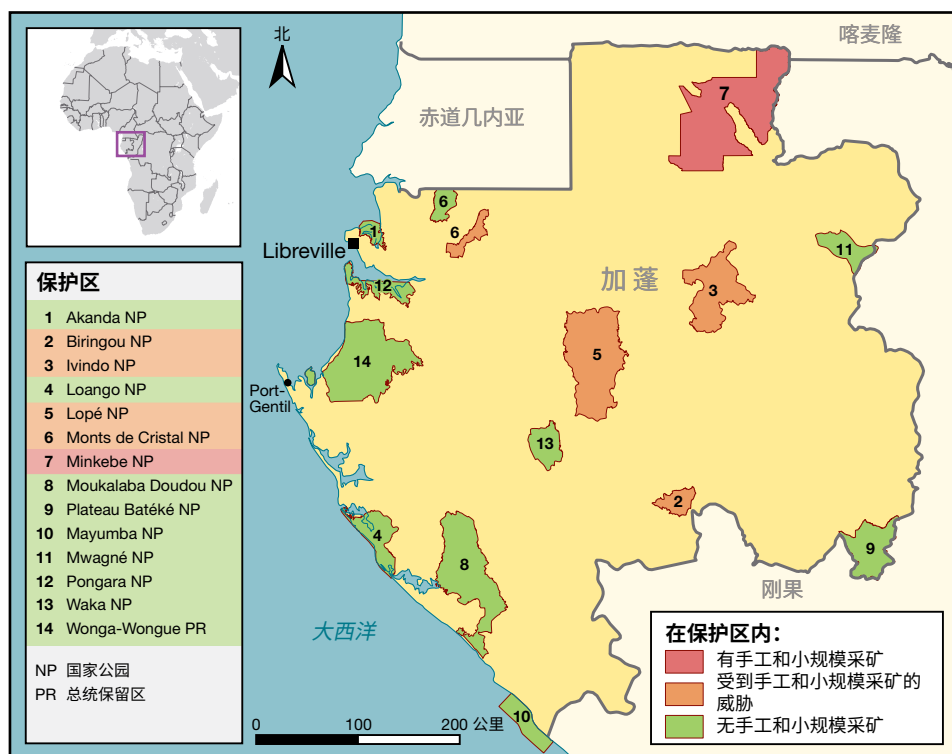 北
喀麦隆
赤道几内亚
加蓬
刚果
大西洋
Libreville
Port-
Gentil
7
6
6
1
11
12
3
14
5
13
2
4
8
9
10
保护区
1 Akanda NP
2 Biringou NP
3 Ivindo NP
4 Loango NP
5 Lopé NP
6 Monts de Cristal NP
7 Minkebe NP
8 Moukalaba Doudou NP
9 Plateau Batéké NP
10 Mayumba NP
11 Mwagné NP
12 Pongara NP
13 Waka NP
14 Wonga-Wongue PR
NP 国家公园
PR 总统保留区
0 100 200 公里
在保护区内：
有手工和小规模采矿
受到手工和小规模采矿的
威胁
无手工和小规模采矿